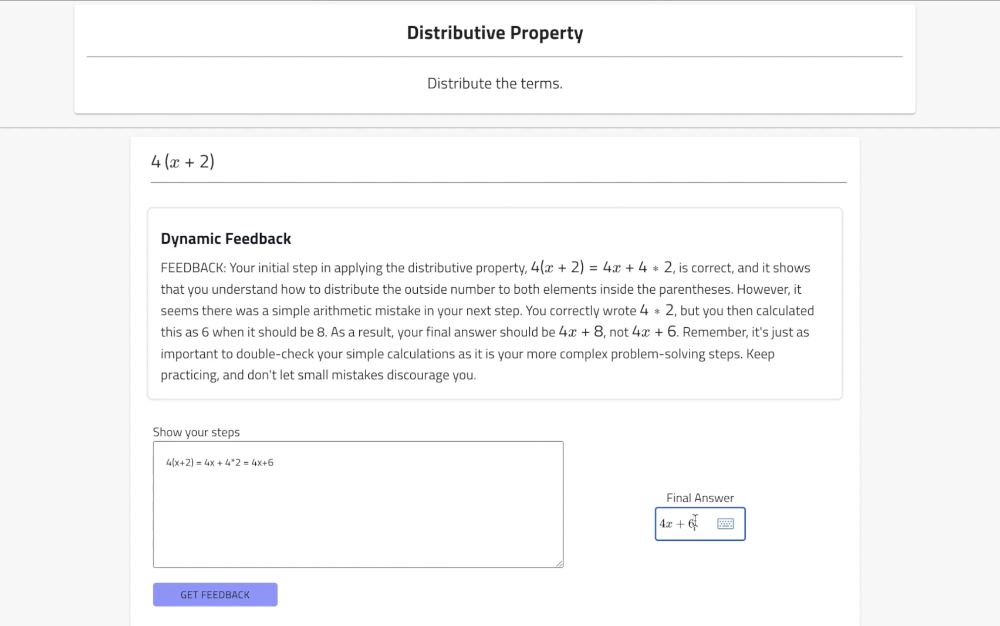 Distributive Property
Distribute the terms.
4 (x + 2)
Dynamic Feedback
FEEDBACK: Your initial step in applying the distributive property, 4(x + 2) = 4x + 4 * 2, is correct, and it shows
that you understand how to distribute the outside number to both elements inside the parentheses. However, it
seems there was a simple arithmetic mistake in your next step. You correctly wrote 4 * 2, but you then calculated
this as 6 when it should be 8. As a result, your final answer should be 4x + 8, not 4x + 6. Remember, it's just as
important to double-check your simple calculations as it is your more complex problem-solving steps. Keep
practicing, and don't let small mistakes discourage you.
Show your steps
4(x+2) = 4x + 4*2 = 4x+6
Final Answer
4x + 6
GET FEEDBACK